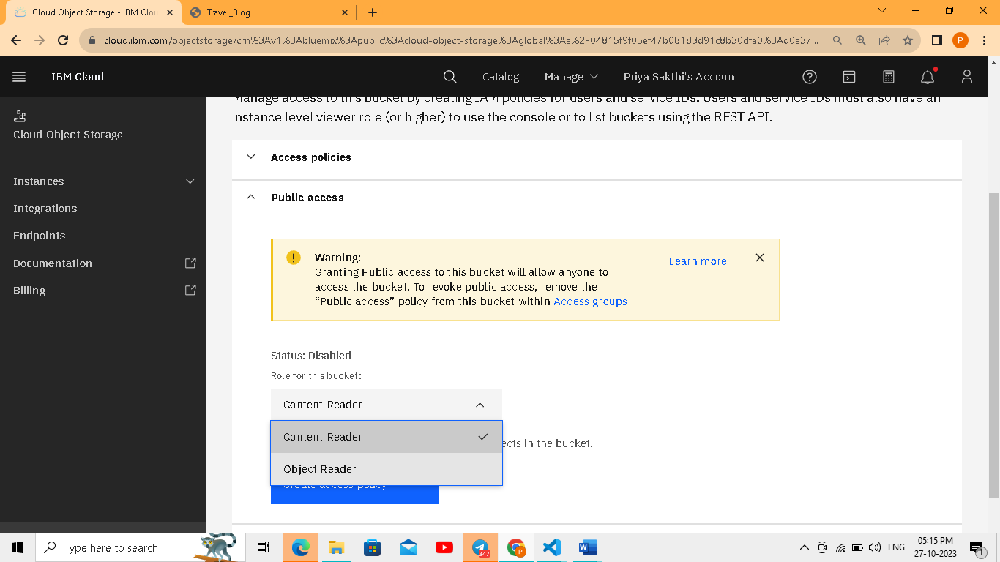 Cloud Object Storage - IBM Clou
Travel_Blog
cloud.ibm.com/objectstorage/crn%3Av1%3Abluemix%3Apublic%3Acloud-object-storage%3Aglobal%3Aa%2F04815f9f05ef47b08183d91c8b30dfa0%3Ad0a37...
P
IBM Cloud
Catalog
Manage
Priya Sakthi's Account
Cloud Object Storage
Instances
Integrations
Endpoints
Documentation
Billing
Manage access to this bucket by creating IAM policies for users and service IDs. Users and service IDs must also have an
instance level viewer role (or higher) to use the console or to list buckets using the REST API.
Access policies
Public access
Warning:
Granting Public access to this bucket will allow anyone to
access the bucket. To revoke public access, remove the
“Public access” policy from this bucket within Access groups
Learn more
Status: Disabled
Role for this bucket:
Content Reader
Content Reader
ects in the bucket.
Object Reader
Create access policy
Type here to search
347
P
ENG
05:15 PM
27-10-2023
1